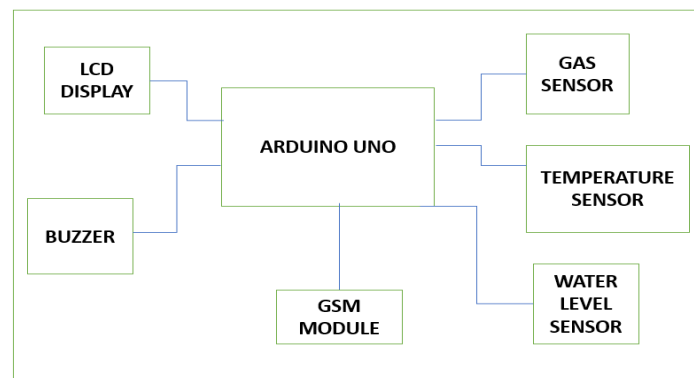 LCD
DISPLAY
GAS
SENSOR
ARDUINO UNO
TEMPERATURE
SENSOR
BUZZER
GSM
MODULE
WATER
LEVEL
SENSOR